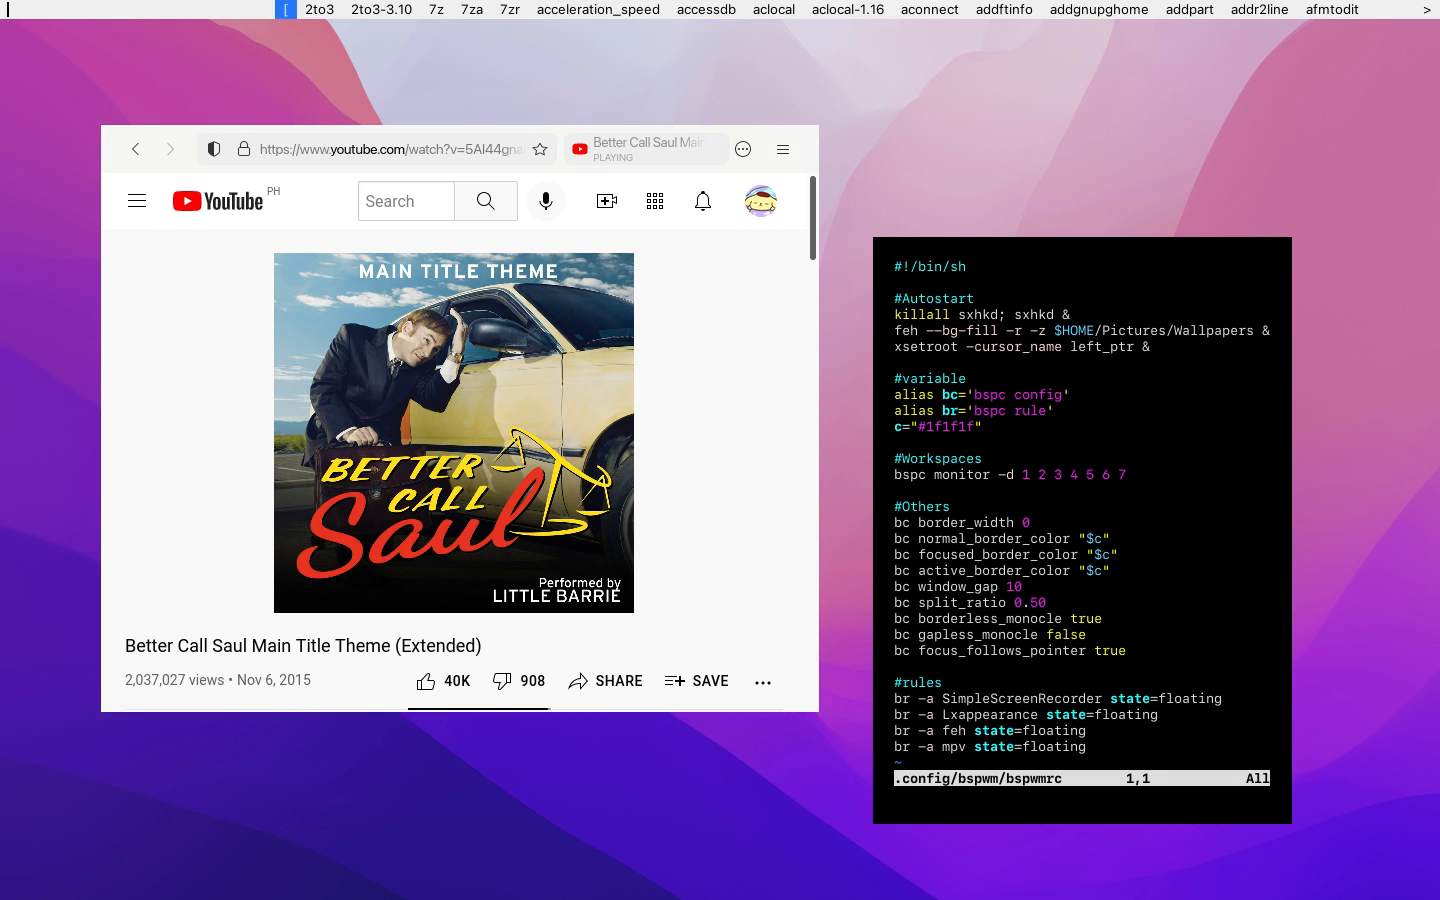 [ 2to3 2to3-3.10 7z 7za 7zr acceleration_speed accessdb aclocal aclocal-1.16 aconnect addftinfo addgnupghome addpart addr2line afmtodit >
https://www.youtube.com/watch?v=5Al44gna
Better Call Saul Main
PLAYING
YouTube PH
Search
MAIN TITLE THEME
BETTER
CALL
Saul
Performed by
LITTLE BARRIE
Better Call Saul Main Title Theme (Extended)
2,037,027 views • Nov 6, 2015 40K 908 SHARE SAVE
#!/bin/sh
#Autostart
killall sxhkd; sxhkd &
feh --bg-fill -r -z $HOME/Pictures/Wallpapers &
xsetroot -cursor_name left_ptr &
#variable
alias bc='bspc config'
alias br='bspc rule'
c="#1f1f1f"
#Workspaces
bspc monitor -d 1 2 3 4 5 6 7
#Others
bc border_width 0
bc normal_border_color "$c"
bc focused_border_color "$c"
bc active_border_color "$c"
bc window_gap 10
bc split_ratio 0.50
bc borderless_monocle true
bc gapless_monocle false
bc focus_follows_pointer true
#rules
br -a SimpleScreenRecorder state=floating
br -a Lxappearance state=floating
br -a feh state=floating
br -a mpv state=floating
~
.config/bspwm/bspwmrc 1,1 All